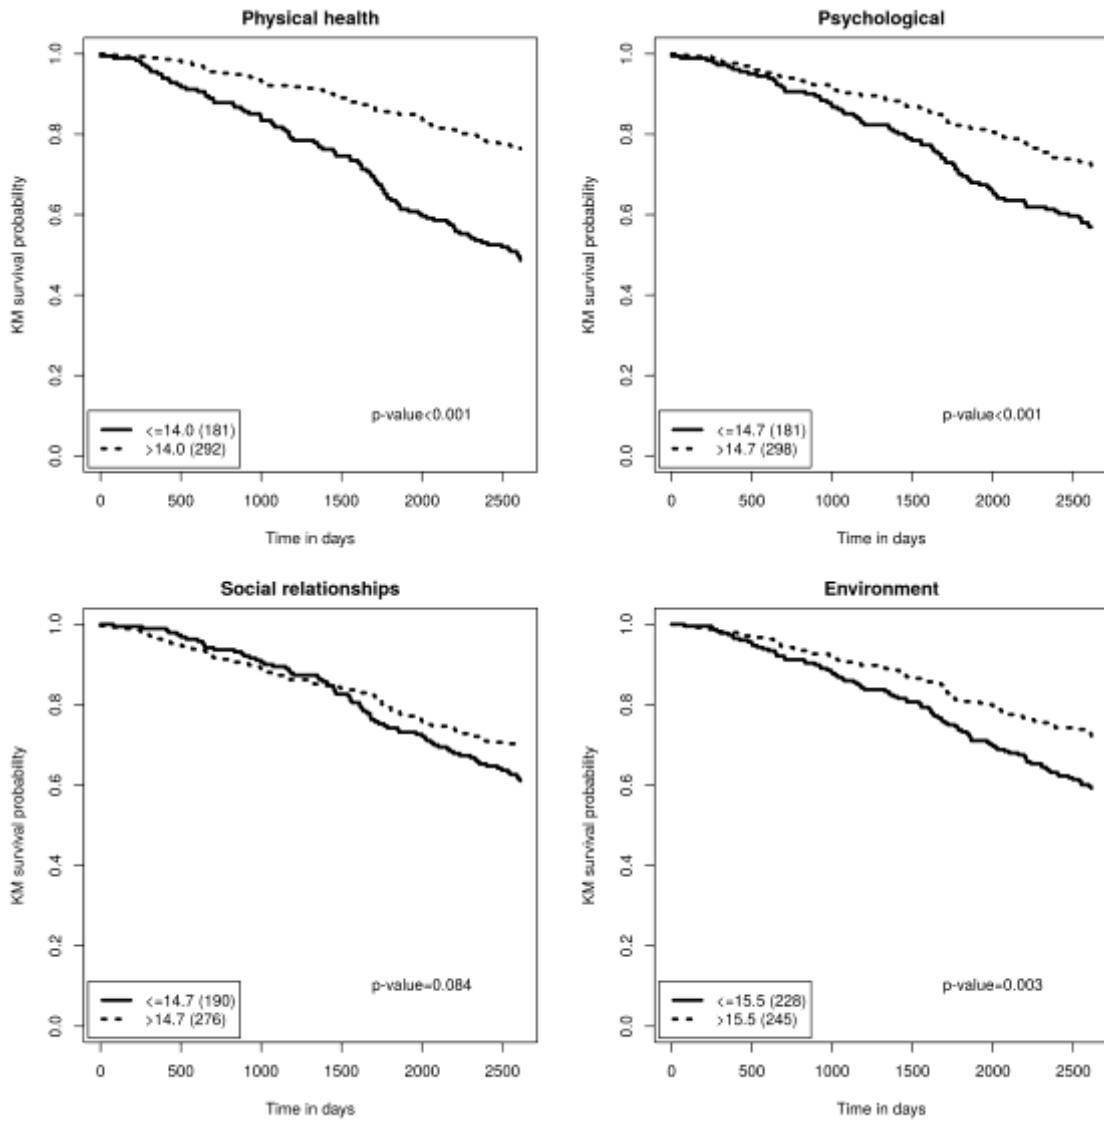 Physical health
KM survival probability
1.0
0.8
0.6
0.4
0.2
0.0
p-value<0.001
<=14.0 (181)
>14.0 (292)
0 500 1000 1500 2000 2500
Time in days
Psychological
KM survival probability
1.0
0.8
0.6
0.4
0.2
0.0
p-value<0.001
<=14.7 (181)
>14.7 (298)
0 500 1000 1500 2000 2500
Time in days
Social relationships
KM survival probability
1.0
0.8
0.6
0.4
0.2
0.0
p-value=0.084
<=14.7 (190)
>14.7 (276)
0 500 1000 1500 2000 2500
Time in days
Environment
KM survival probability
1.0
0.8
0.6
0.4
0.2
0.0
p-value=0.003
<=15.5 (228)
>15.5 (245)
0 500 1000 1500 2000 2500
Time in days